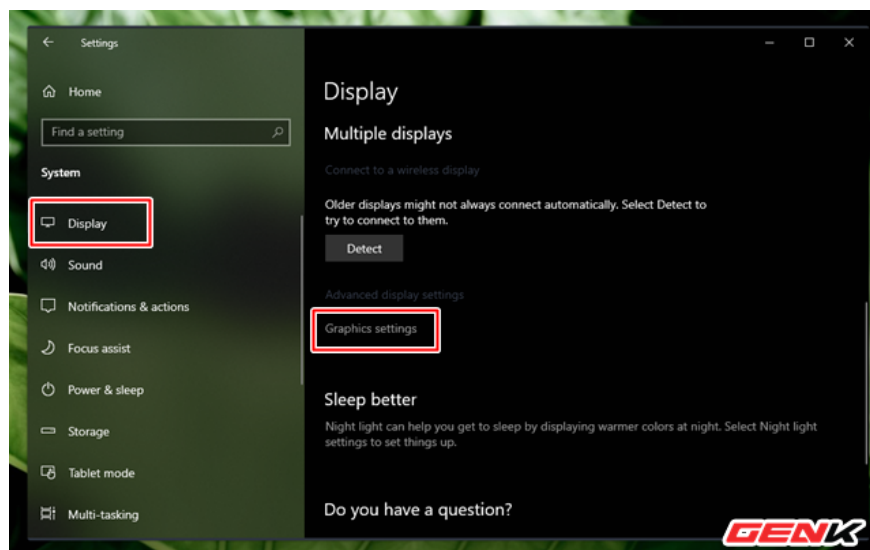 Settings
Home
Find a setting
System
Display
Sound
Notifications & actions
Focus assist
Power & sleep
Storage
Tablet mode
Multi-tasking
Display
Multiple displays
Connect to a wireless display
Older displays might not always connect automatically. Select Detect to
try to connect to them.
Detect
Advanced display settings
Graphics settings
Sleep better
Night light can help you get to sleep by displaying warmer colors at night. Select Night light
settings to set things up.
Do you have a question?
GENK